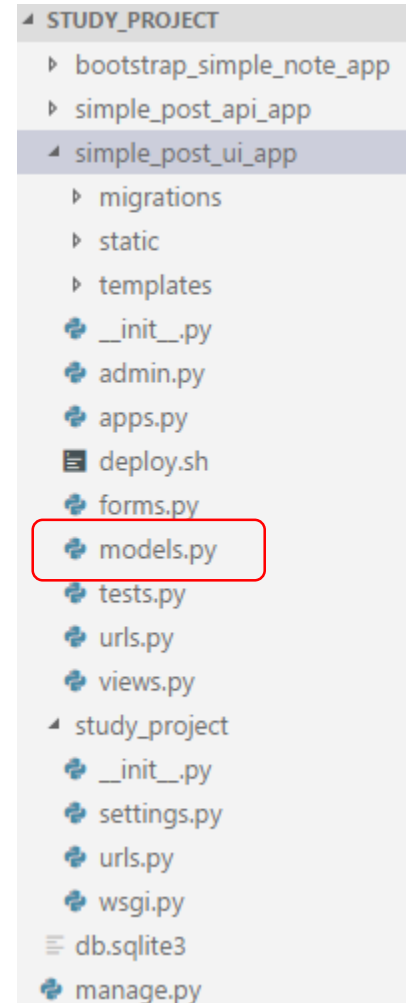 STUDY_PROJECT
bootstrap_simple_note_app
simple_post_api_app
simple_post_ui_app
migrations
static
templates
__init__.py
admin.py
apps.py
deploy.sh
forms.py
models.py
tests.py
urls.py
views.py
study_project
__init__.py
settings.py
urls.py
wsgi.py
db.sqlite3
manage.py